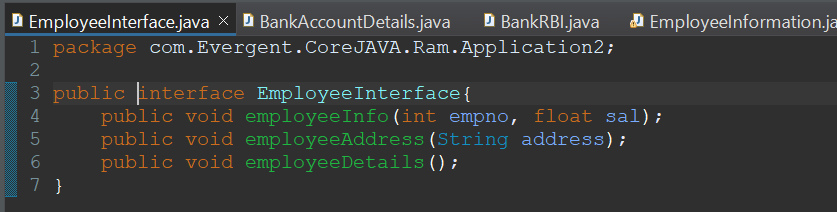 EmployeeInterface.java BankAccountDetails.java BankRBI.java EmployeeInformation.ja
1 package com.Evergent.CoreJAVA.Ram.Application2;
2
3 public interface EmployeeInterface{
4 public void employeeInfo(int empno, float sal);
5 public void employeeAddress(String address);
6 public void employeeDetails();
7 }